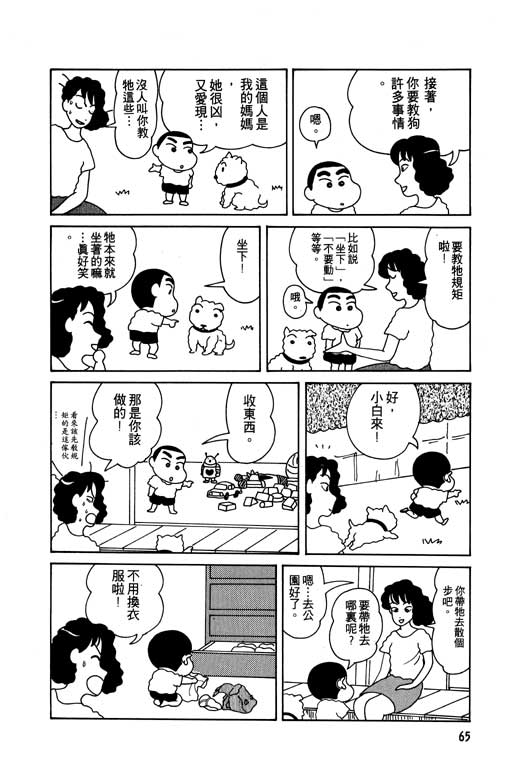 接著，
你要教狗
許多事情
。
嗯。
這個人是
我的媽媽
，
她很凶，
又愛現…
沒人叫你教
牠這些…
要教牠規矩
啦！
比如說
「坐下」，
「不要動」
等等。
哦。
坐下！
牠本來就
坐著的嘛
…真好笑
。
好，
小白來！
收東西。
那是你該
做的！
看來該先教規
矩的是這傢伙
…
你帶牠去散個
步吧。
要帶牠去
哪裏呢？
嗯…去公
園好了。
不用換衣
服啦！
65